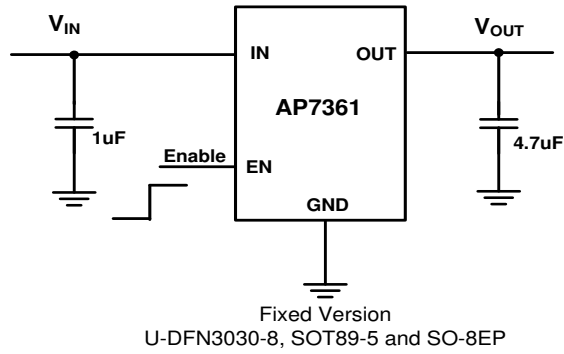 VIN
VOUT
IN
OUT
AP7361
1uF
4.7uF
Enable
EN
GND
Fixed Version
U-DFN3030-8, SOT89-5 and SO-8EP